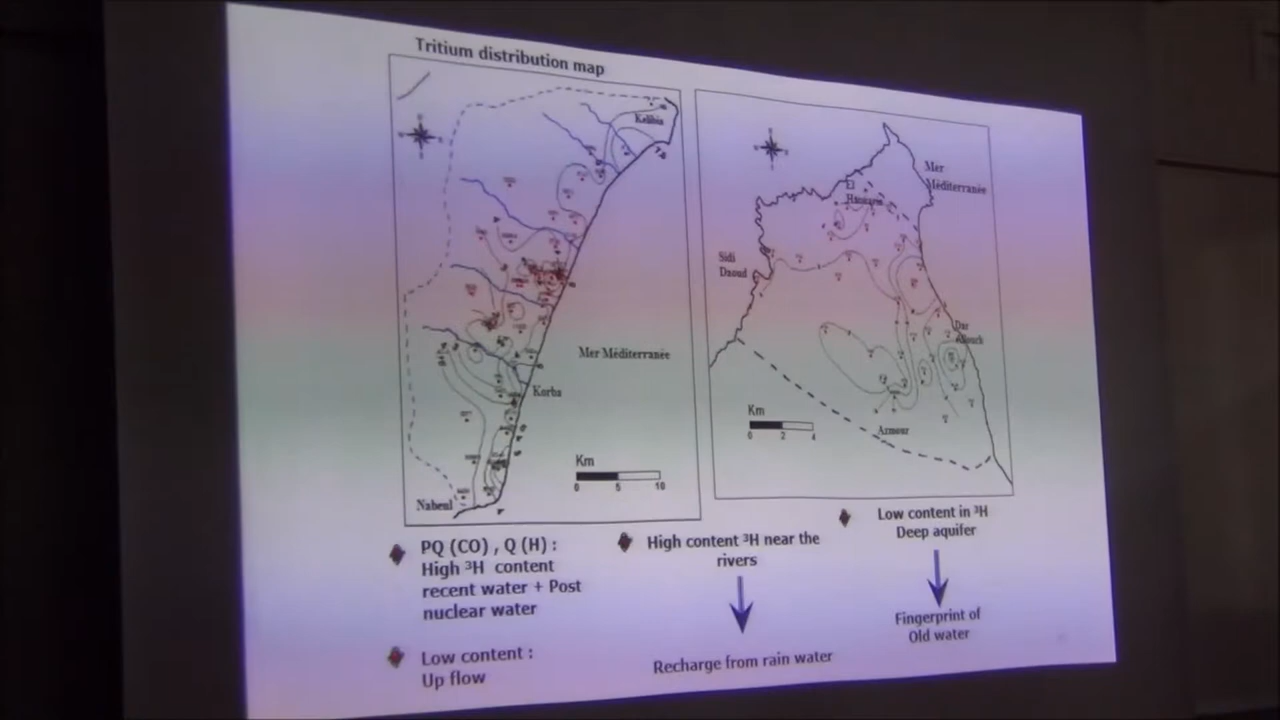 Tritium distribution map
Kelibia
Mer Méditerranée
Korba
Km
0 5 10
Nabeul
Mer
Méditerranée
El
Haouaria
Sidi
Daoud
Dar
Km
0 2 4
Azmour
PQ (CO) , Q (H) :
High ³H content
recent water + Post
nuclear water
Low content :
Up flow
High content ³H near the
rivers
Recharge from rain water
Low content in ³H
Deep aquifer
Fingerprint of
Old water